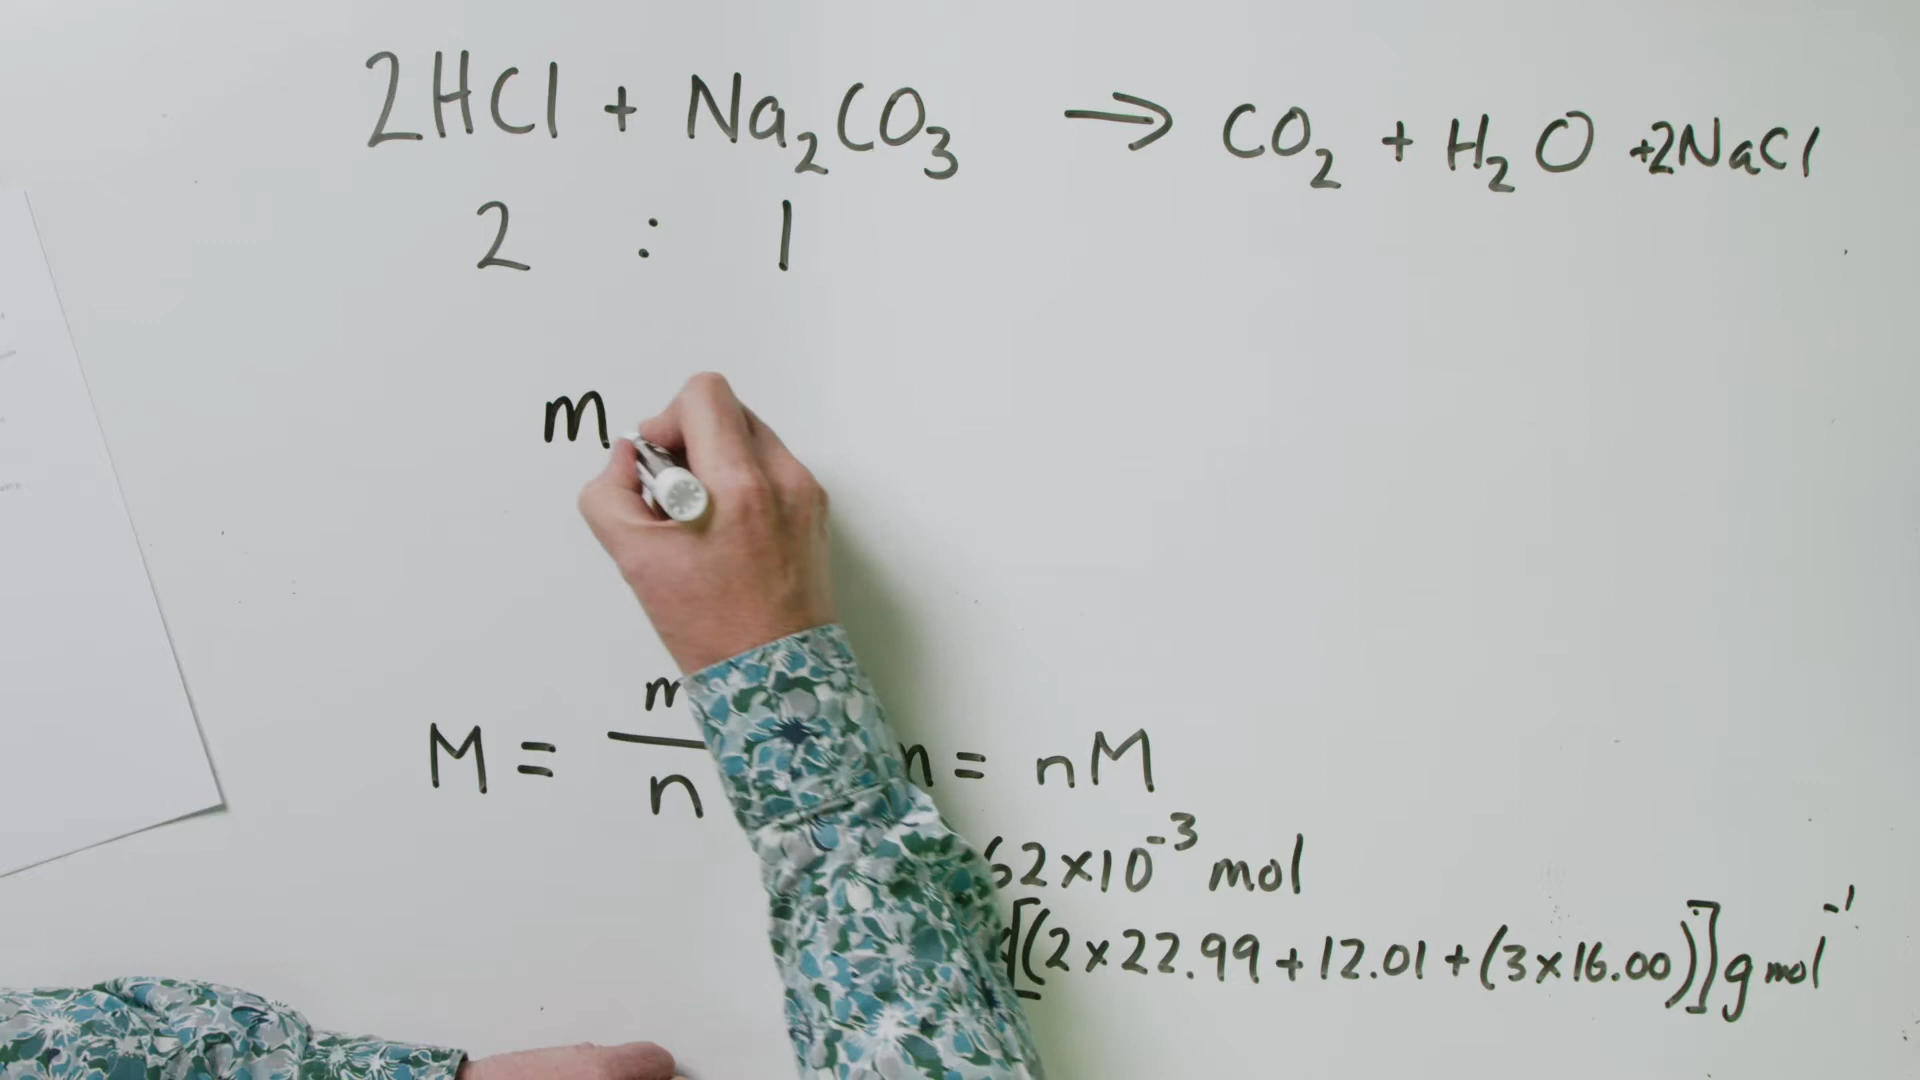 2HCl + Na₂CO₃ → CO₂ + H₂O +2NaCl
2 : 1
m
M = m/n m = nM
62×10⁻³ mol
[(2×22.99+12.01+(3×16.00)] g mol⁻¹